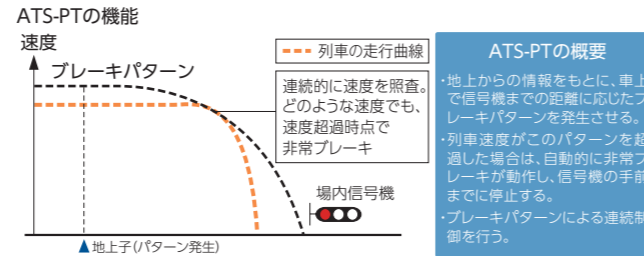 ATS-PTの機能
速度
ブレーキパターン
列車の走行曲線
連続的に速度を照査。
どのような速度でも、
速度超過時点で
非常ブレーキ
場内信号機
地上子(パターン発生)
ATS-PTの概要
・地上からの情報をもとに、車上
で信号機までの距離に応じたブ
レーキパターンを発生させる。
・列車速度がこのパターンを超
過した場合は、自動的に非常ブ
レーキが動作し、信号機の手前
までに停止する。
・ブレーキパターンによる連続制
御を行う。